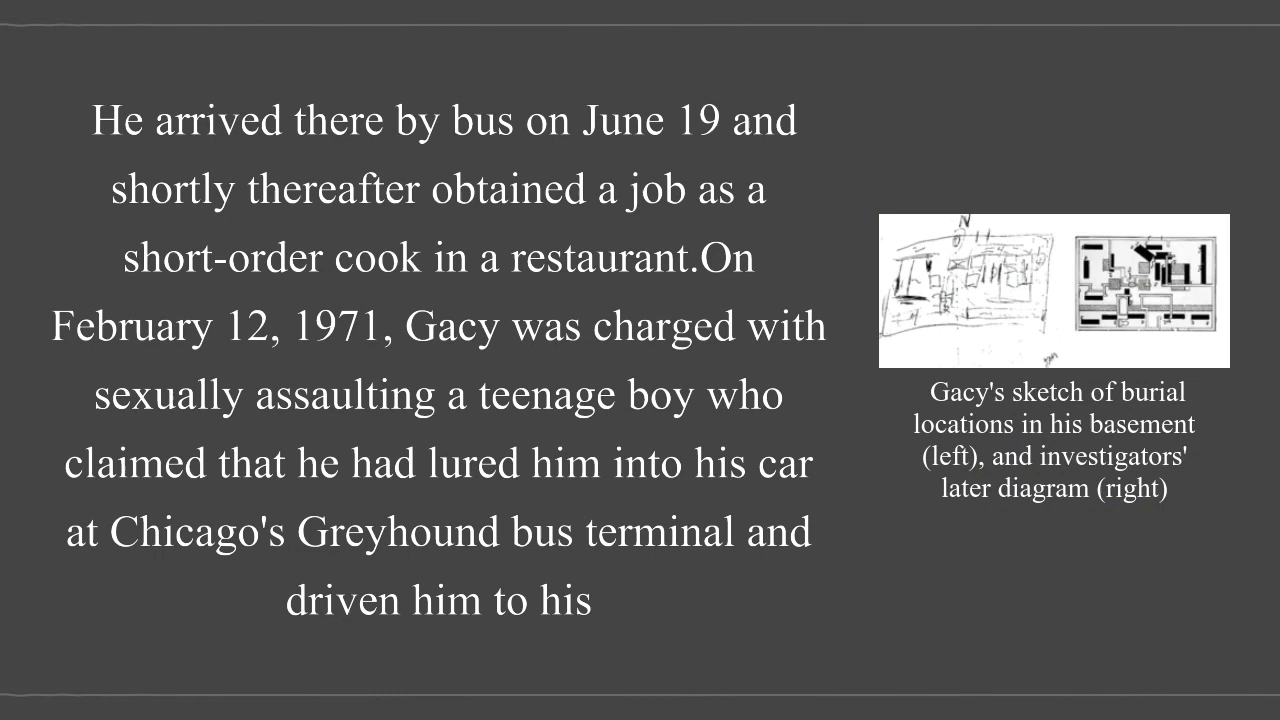 He arrived there by bus on June 19 and
shortly thereafter obtained a job as a
short-order cook in a restaurant.On
February 12, 1971, Gacy was charged with
sexually assaulting a teenage boy who
claimed that he had lured him into his car
at Chicago's Greyhound bus terminal and
driven him to his
N
Gacy's sketch of burial
locations in his basement
(left), and investigators'
later diagram (right)